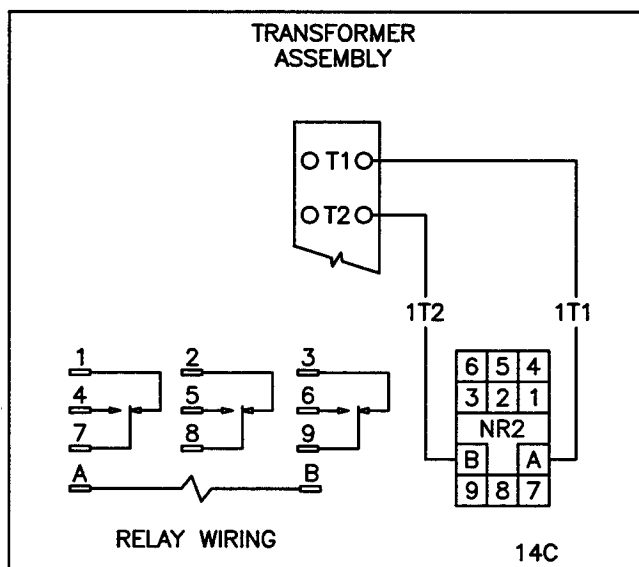 TRANSFORMER
ASSEMBLY
T1
T2
1T2 1T1
1 2 3
4 5 6
7 8 9
A B
6 5 4
3 2 1
NR2
B A
9 8 7
RELAY WIRING
14C